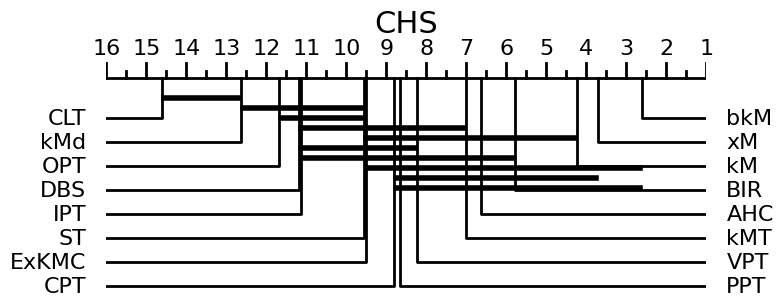 CHS
16 15 14 13 12 11 10 9 8 7 6 5 4 3 2 1
CLT bkM
kMd xM
OPT kM
DBS BIR
IPT AHC
ST kMT
ExKMC VPT
CPT PPT